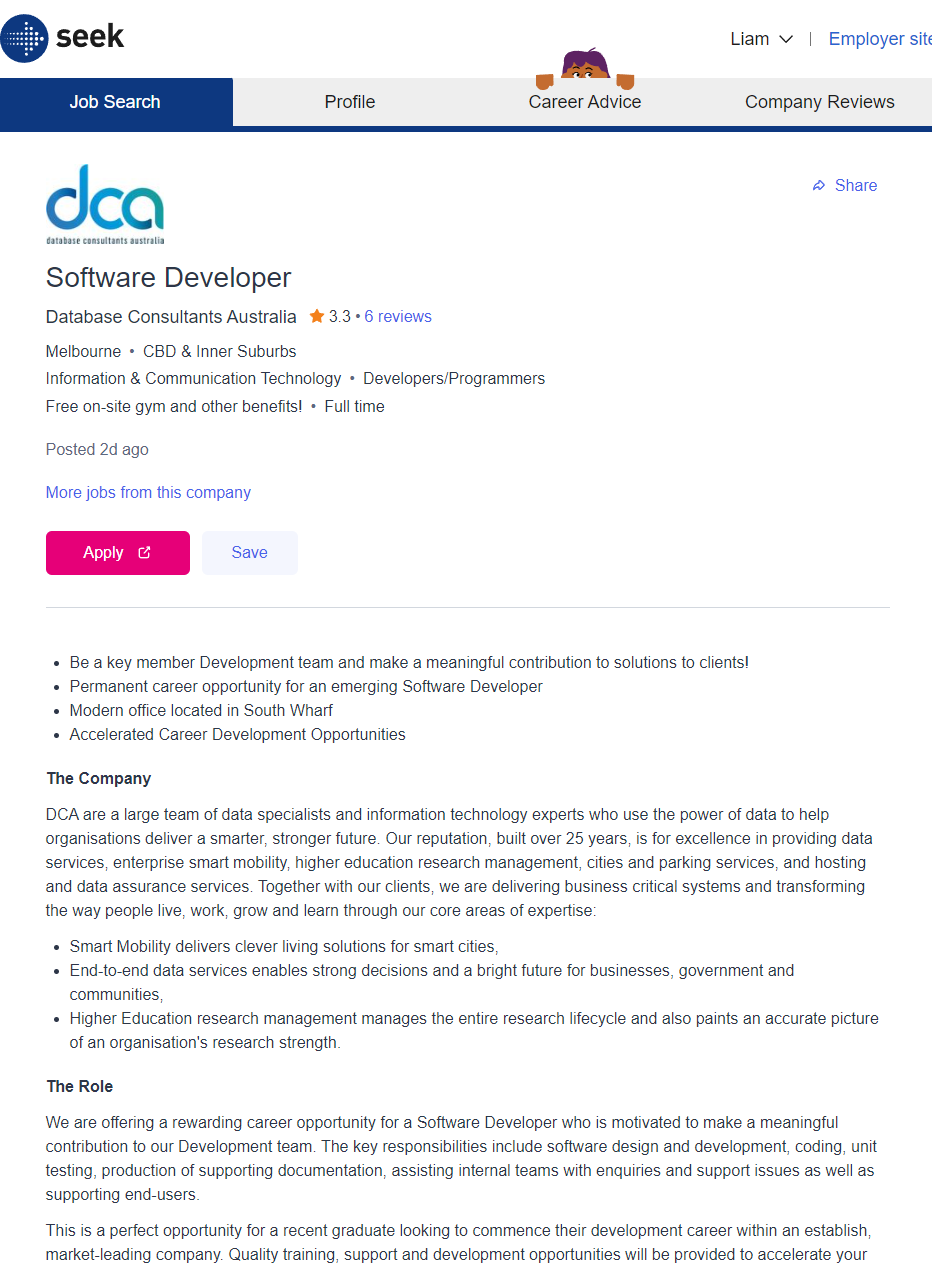 seek
Liam | Employer site
Job Search Profile Career Advice Company Reviews
dca
database consultants australia
Share
Software Developer
Database Consultants Australia 3.3 • 6 reviews
Melbourne • CBD & Inner Suburbs
Information & Communication Technology • Developers/Programmers
Free on-site gym and other benefits! • Full time
Posted 2d ago
More jobs from this company
Apply Save
• Be a key member Development team and make a meaningful contribution to solutions to clients!
• Permanent career opportunity for an emerging Software Developer
• Modern office located in South Wharf
• Accelerated Career Development Opportunities
The Company
DCA are a large team of data specialists and information technology experts who use the power of data to help
organisations deliver a smarter, stronger future. Our reputation, built over 25 years, is for excellence in providing data
services, enterprise smart mobility, higher education research management, cities and parking services, and hosting
and data assurance services. Together with our clients, we are delivering business critical systems and transforming
the way people live, work, grow and learn through our core areas of expertise:
• Smart Mobility delivers clever living solutions for smart cities,
• End-to-end data services enables strong decisions and a bright future for businesses, government and
communities,
• Higher Education research management manages the entire research lifecycle and also paints an accurate picture
of an organisation's research strength.
The Role
We are offering a rewarding career opportunity for a Software Developer who is motivated to make a meaningful
contribution to our Development team. The key responsibilities include software design and development, coding, unit
testing, production of supporting documentation, assisting internal teams with enquiries and support issues as well as
supporting end-users.
This is a perfect opportunity for a recent graduate looking to commence their development career within an establish,
market-leading company. Quality training, support and development opportunities will be provided to accelerate your